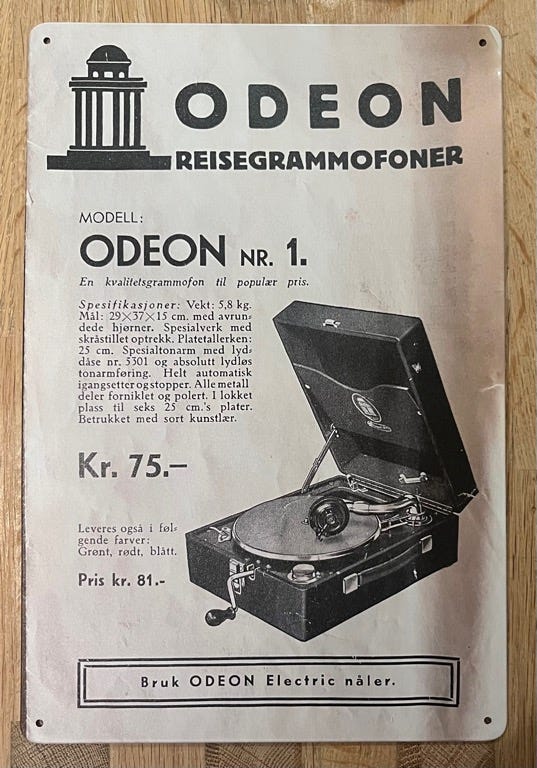 ODEON
REISEGRAMMOFONER
MODELL:
ODEON NR. 1.
En kvalitetsgrammofon til populær pris.
Spesifikasjoner: Vekt: 5,8 kg.
Mål: 29×37×15 cm. med avrun-
dede hjørner. Spesialverk med
skråstillet optrekk. Platetallerken:
25 cm. Spesialtonarm med lyd-
dåse nr. 5301 og absolutt lydløs
tonarmføring. Helt automatisk
igangsetter og stopper. Alle metall
deler forniklet og polert. I lokket
plass til seks 25 cm.'s plater.
Betrukket med sort kunstlær.
Kr. 75.–
Leveres også i føl-
gende farver:
Grønt, rødt, blått.
Pris kr. 81.-
Bruk ODEON Electric nåler.